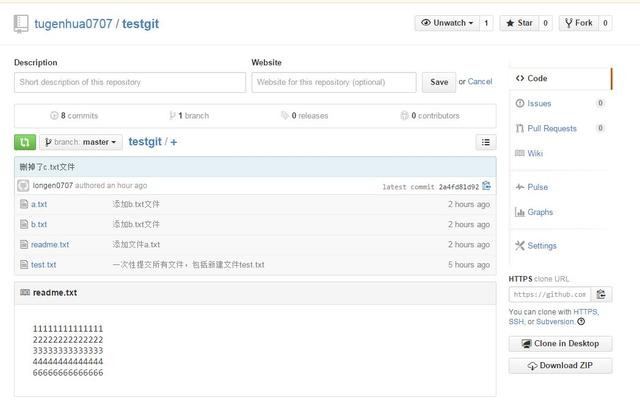 tugenhua0707 / testgit
Unwatch 1 Star 0 Fork 0
Description
Website
Short description of this repository
Website for this repository (optional)
Save or Cancel
8 commits
1 branch
0 releases
0 contributors
branch: master
testgit / +
删掉了c.txt文件
longen0707 authored an hour ago
latest commit 2a4fd81d92
a.txt 添加b.txt文件 2 hours ago
b.txt 添加b.txt文件 2 hours ago
readme.txt 添加文件a.txt 2 hours ago
test.txt 一次性提交所有文件，包括新建文件test.txt 5 hours ago
readme.txt
11111111111111
22222222222222
33333333333333
44444444444444
66666666666666
Code
Issues 0
Pull Requests 0
Wiki
Pulse
Graphs
Settings
HTTPS clone URL
https://github.com
You can clone with HTTPS,
SSH, or Subversion.
Clone in Desktop
Download ZIP